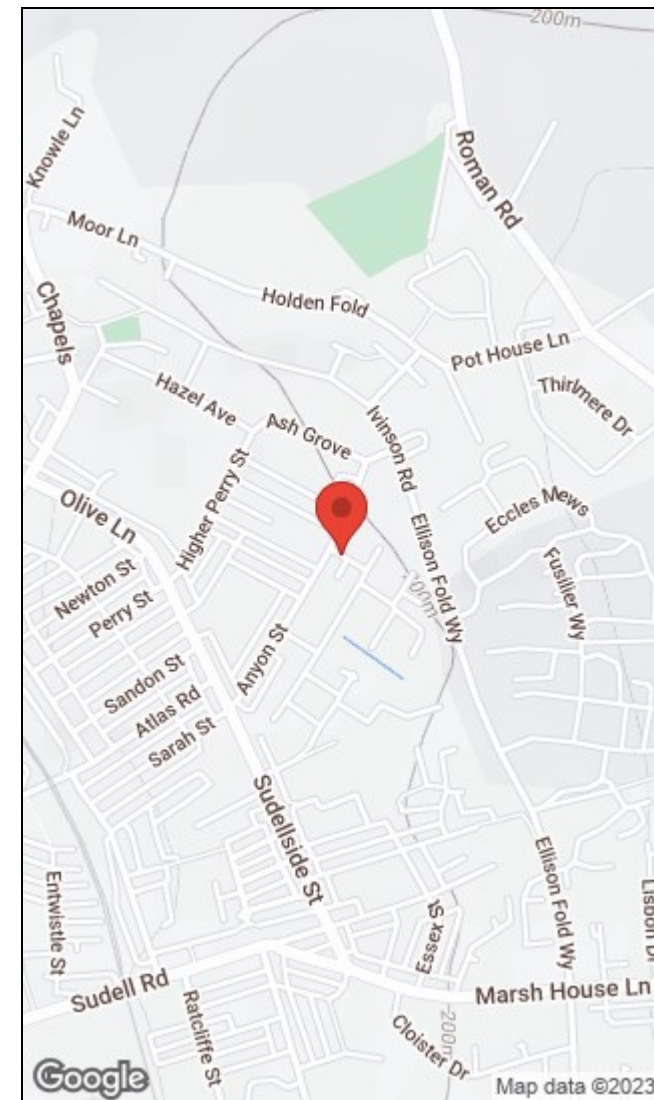 200m
Knowle Ln
Roman Rd
Moor Ln
Chapels
Holden Fold
Pot House Ln
Thirlmere Dr
Hazel Ave
Ash Grove
Ivinson Rd
Higher Perry St
Olive Ln
Eccles Mews
Ellison Fold Wy
Fusilier Wy
Newton St
Perry St
200m
Anyon St
Sandon St
Atlas Rd
Sarah St
Sudellside St
Ellison Fold Wy
Entwistle St
Lisbon Dr
Essex St
Sudell Rd
Ratcliffe St
Marsh House Ln
200m
Cloister Dr
Google
Map data ©2023